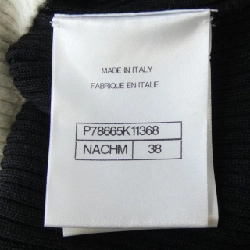 MADE IN ITALY
FABRIQUE EN ITALIE
P78665K11368
NACHM 38